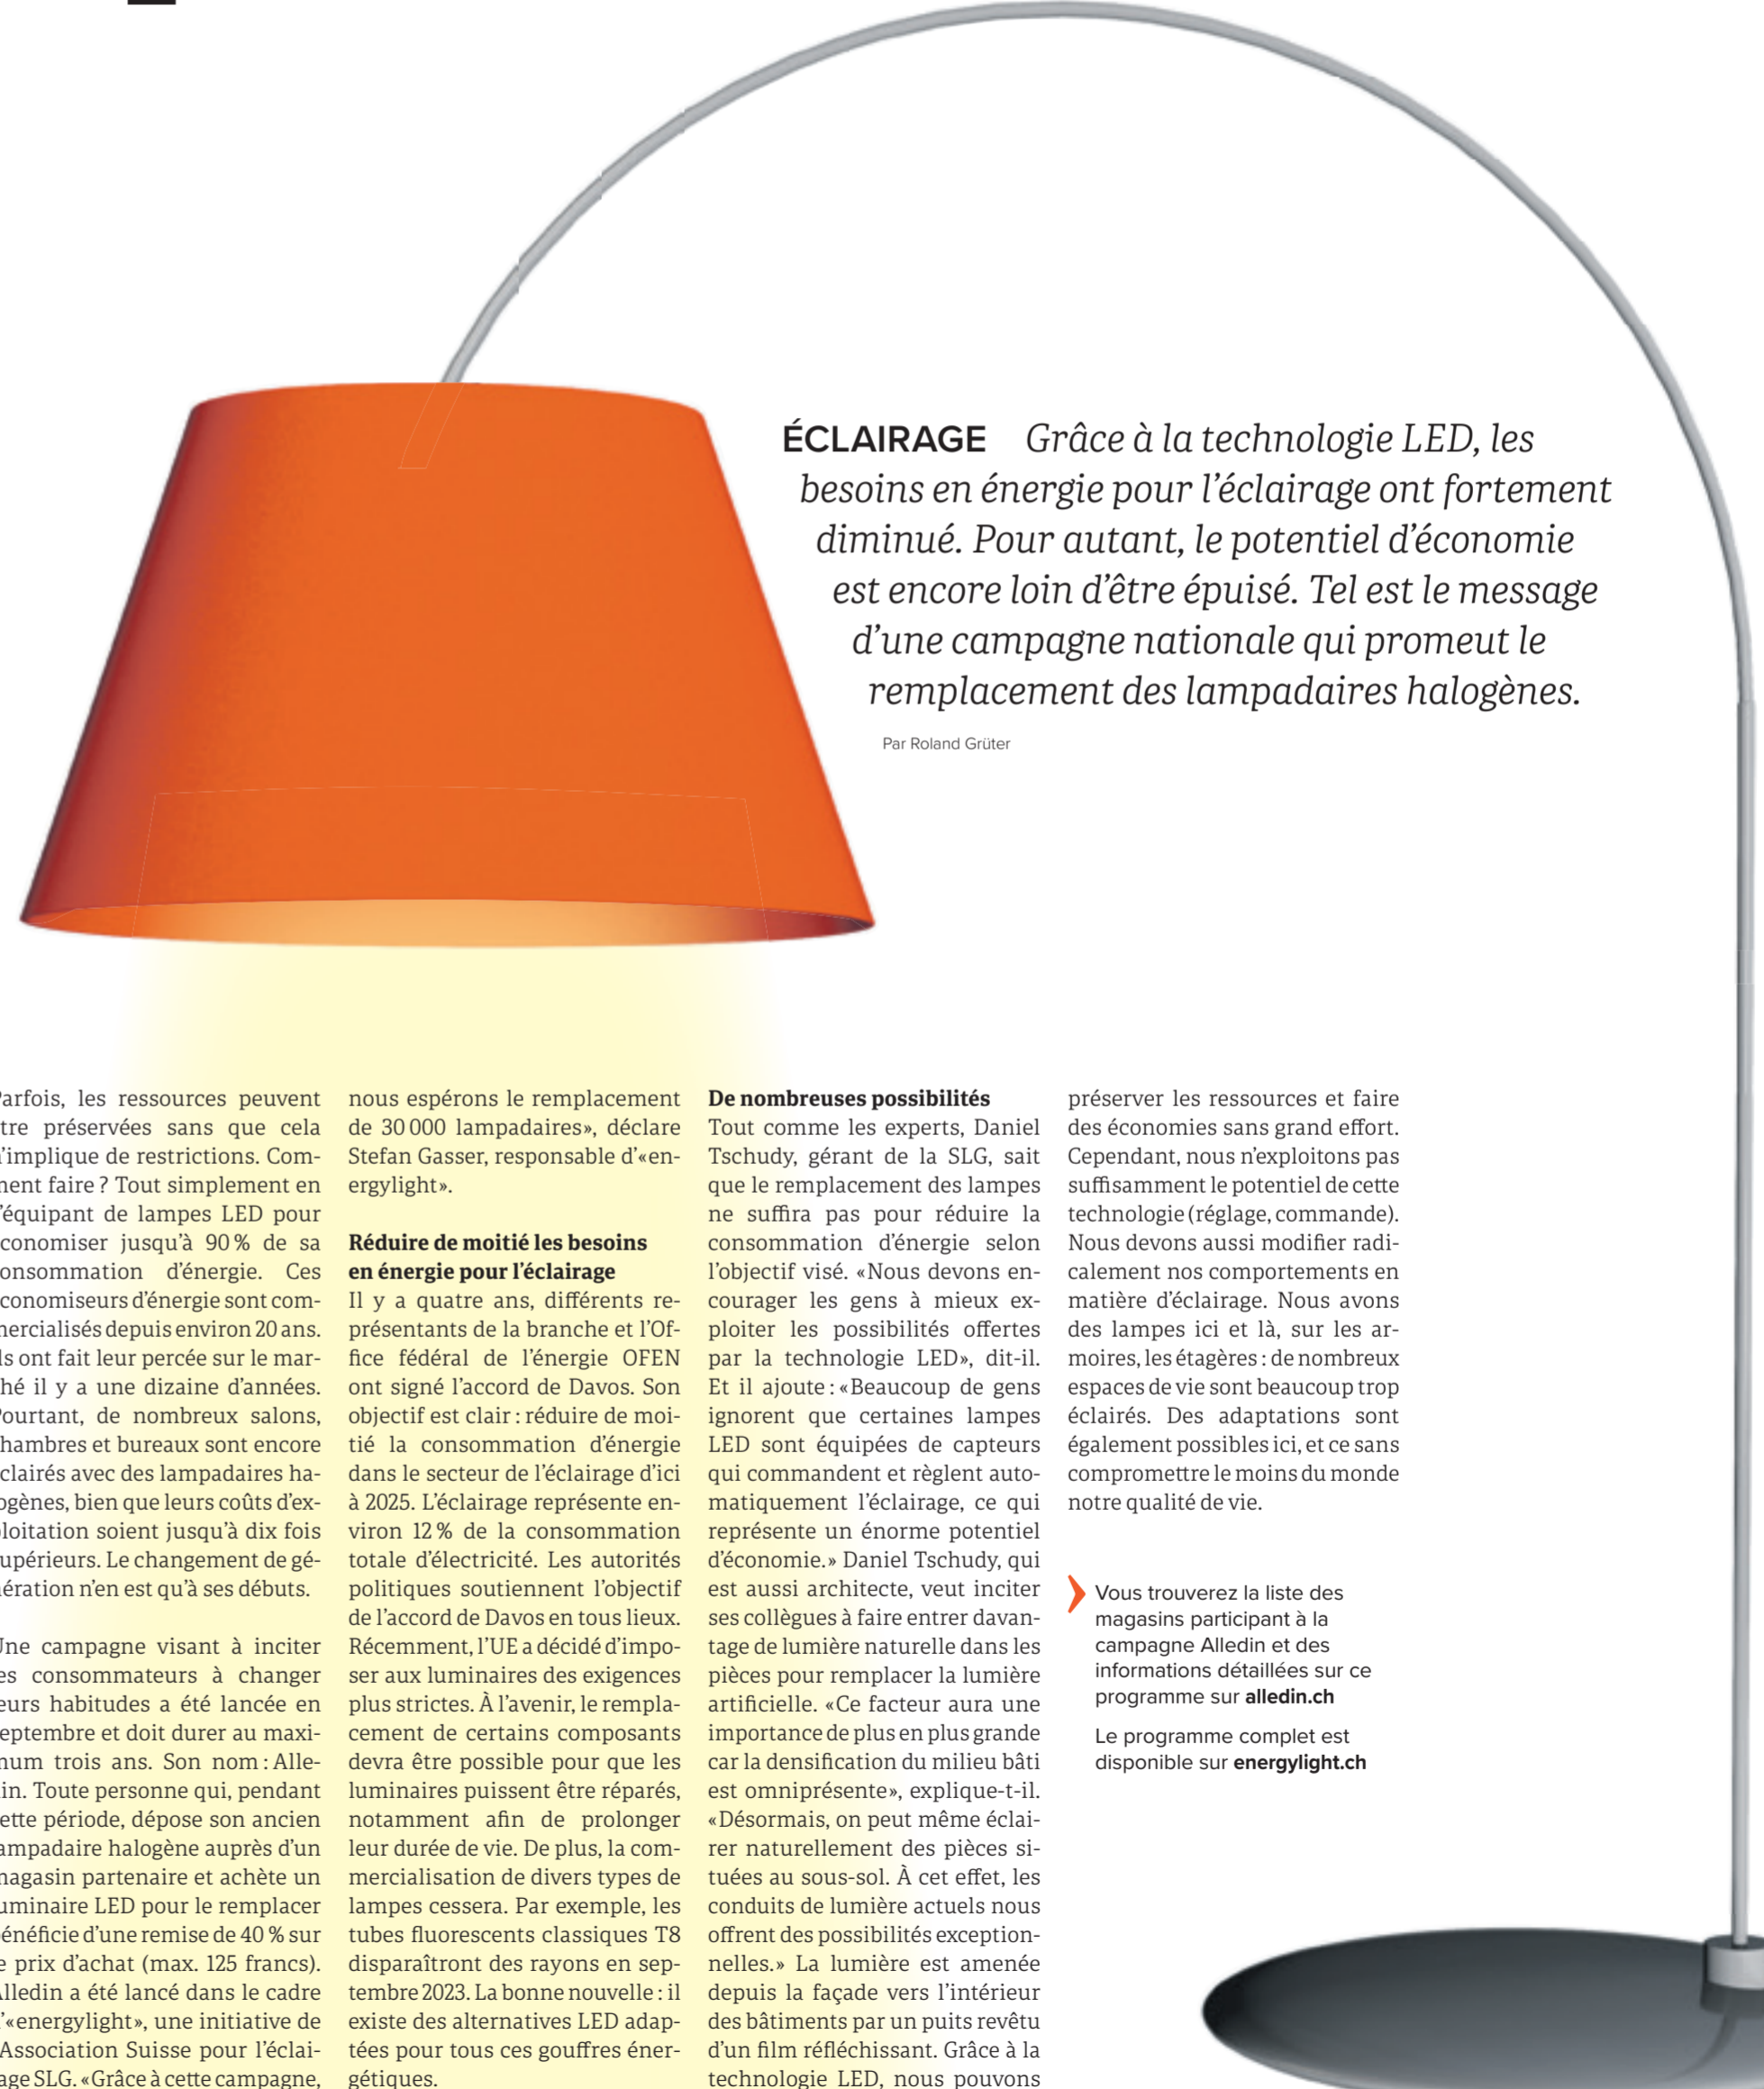 ÉCLAIRAGE Grâce à la technologie LED, les
besoins en énergie pour l’éclairage ont fortement
diminué. Pour autant, le potentiel d’économie
est encore loin d’être épuisé. Tel est le message
d’une campagne nationale qui promeut le
remplacement des lampadaires halogènes.
Par Roland Grüter
Parfois, les ressources peuvent
tre préservées sans que cela
n’implique de restrictions. Com-
ment faire ? Tout simplement en
’équipant de lampes LED pour
conomiser jusqu’à 90 % de sa
onsommation d’énergie. Ces
conomiseurs d’énergie sont com-
mercialisés depuis environ 20 ans.
ls ont fait leur percée sur le mar-
hé il y a une dizaine d’années.
Pourtant, de nombreux salons,
hambres et bureaux sont encore
clairés avec des lampadaires ha-
ogènes, bien que leurs coûts d’ex-
loitation soient jusqu’à dix fois
upérieurs. Le changement de gé-
nération n’en est qu’à ses débuts.
Une campagne visant à inciter
es consommateurs à changer
eurs habitudes a été lancée en
eptembre et doit durer au maxi-
mum trois ans. Son nom : Alle-
in. Toute personne qui, pendant
ette période, dépose son ancien
ampadaire halogène auprès d’un
magasin partenaire et achète un
uminaire LED pour le remplacer
énéficie d’une remise de 40 % sur
e prix d’achat (max. 125 francs).
Alledin a été lancé dans le cadre
’«energylight», une initiative de
Association Suisse pour l’éclai-
age SLG. «Grâce à cette campagne,
nous espérons le remplacement
de 30 000 lampadaires», déclare
Stefan Gasser, responsable d’«en-
ergylight».
Réduire de moitié les besoins
en énergie pour l’éclairage
Il y a quatre ans, différents re-
présentants de la branche et l’Of-
fice fédéral de l’énergie OFEN
ont signé l’accord de Davos. Son
objectif est clair : réduire de moi-
tié la consommation d’énergie
dans le secteur de l’éclairage d’ici
à 2025. L’éclairage représente en-
viron 12 % de la consommation
totale d’électricité. Les autorités
politiques soutiennent l’objectif
de l’accord de Davos en tous lieux.
Récemment, l’UE a décidé d’impo-
ser aux luminaires des exigences
plus strictes. À l’avenir, le rempla-
cement de certains composants
devra être possible pour que les
luminaires puissent être réparés,
notamment afin de prolonger
leur durée de vie. De plus, la com-
mercialisation de divers types de
lampes cessera. Par exemple, les
tubes fluorescents classiques T8
disparaîtront des rayons en sep-
tembre 2023. La bonne nouvelle : il
existe des alternatives LED adap-
tées pour tous ces gouffres éner-
gétiques.
De nombreuses possibilités
Tout comme les experts, Daniel
Tschudy, gérant de la SLG, sait
que le remplacement des lampes
ne suffira pas pour réduire la
consommation d’énergie selon
l’objectif visé. «Nous devons en-
courager les gens à mieux ex-
ploiter les possibilités offertes
par la technologie LED», dit-il.
Et il ajoute : «Beaucoup de gens
ignorent que certaines lampes
LED sont équipées de capteurs
qui commandent et règlent auto-
matiquement l’éclairage, ce qui
représente un énorme potentiel
d’économie.» Daniel Tschudy, qui
est aussi architecte, veut inciter
ses collègues à faire entrer davan-
tage de lumière naturelle dans les
pièces pour remplacer la lumière
artificielle. «Ce facteur aura une
importance de plus en plus grande
car la densification du milieu bâti
est omniprésente», explique-t-il.
«Désormais, on peut même éclai-
rer naturellement des pièces si-
tuées au sous-sol. À cet effet, les
conduits de lumière actuels nous
offrent des possibilités exception-
nelles.» La lumière est amenée
depuis la façade vers l’intérieur
des bâtiments par un puits revêtu
d’un film réfléchissant. Grâce à la
technologie LED, nous pouvons
préserver les ressources et faire
des économies sans grand effort.
Cependant, nous n’exploitons pas
suffisamment le potentiel de cette
technologie (réglage, commande).
Nous devons aussi modifier radi-
calement nos comportements en
matière d’éclairage. Nous avons
des lampes ici et là, sur les ar-
moires, les étagères : de nombreux
espaces de vie sont beaucoup trop
éclairés. Des adaptations sont
également possibles ici, et ce sans
compromettre le moins du monde
notre qualité de vie.
Vous trouverez la liste des
magasins participant à la
campagne Alledin et des
informations détaillées sur ce
programme sur alledin.ch
Le programme complet est
disponible sur energylight.ch